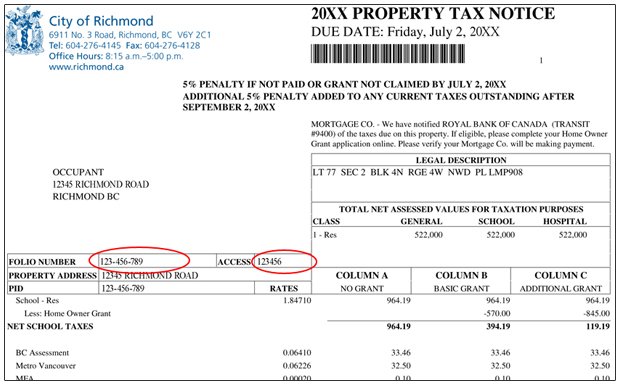 City of Richmond
6911 No. 3 Road, Richmond, BC  V6Y 2C1
Tel: 604-276-4145  Fax: 604-276-4128
Office Hours: 8:15 a.m.–5:00 p.m.
www.richmond.ca
20XX PROPERTY TAX NOTICE
DUE DATE: Friday, July 2, 20XX
1
5% PENALTY IF NOT PAID OR GRANT NOT CLAIMED BY JULY 2, 20XX
ADDITIONAL 5% PENALTY ADDED TO ANY CURRENT TAXES OUTSTANDING AFTER
SEPTEMBER 2, 20XX
MORTGAGE CO. - We have notified ROYAL BANK OF CANADA (TRANSIT
#9400) of the taxes due on this property. If eligible, please complete your Home Owner
Grant application online. Please verify your Mortgage Co. will be making payment.
OCCUPANT
12345 RICHMOND ROAD
RICHMOND BC
LEGAL DESCRIPTION
LT 77  SEC 2  BLK 4N  RGE 4W  NWD  PL LMP908
TOTAL NET ASSESSED VALUES FOR TAXATION PURPOSES
CLASS GENERAL SCHOOL HOSPITAL
1 - Res 522,000 522,000 522,000
FOLIO NUMBER 123-456-789 ACCESS 123456
PROPERTY ADDRESS 12345 RICHMOND ROAD COLUMN A COLUMN B COLUMN C
PID 123-456-789 RATES NO GRANT BASIC GRANT ADDITIONAL GRANT
School - Res 1.84710 964.19 964.19 964.19
Less: Home Owner Grant -570.00 -845.00
NET SCHOOL TAXES 964.19 394.19 119.19
BC Assessment 0.06410 33.46 33.46 33.46
Metro Vancouver 0.06226 32.50 32.50 32.50
MFA 0.00020 0.10 0.10 0.10